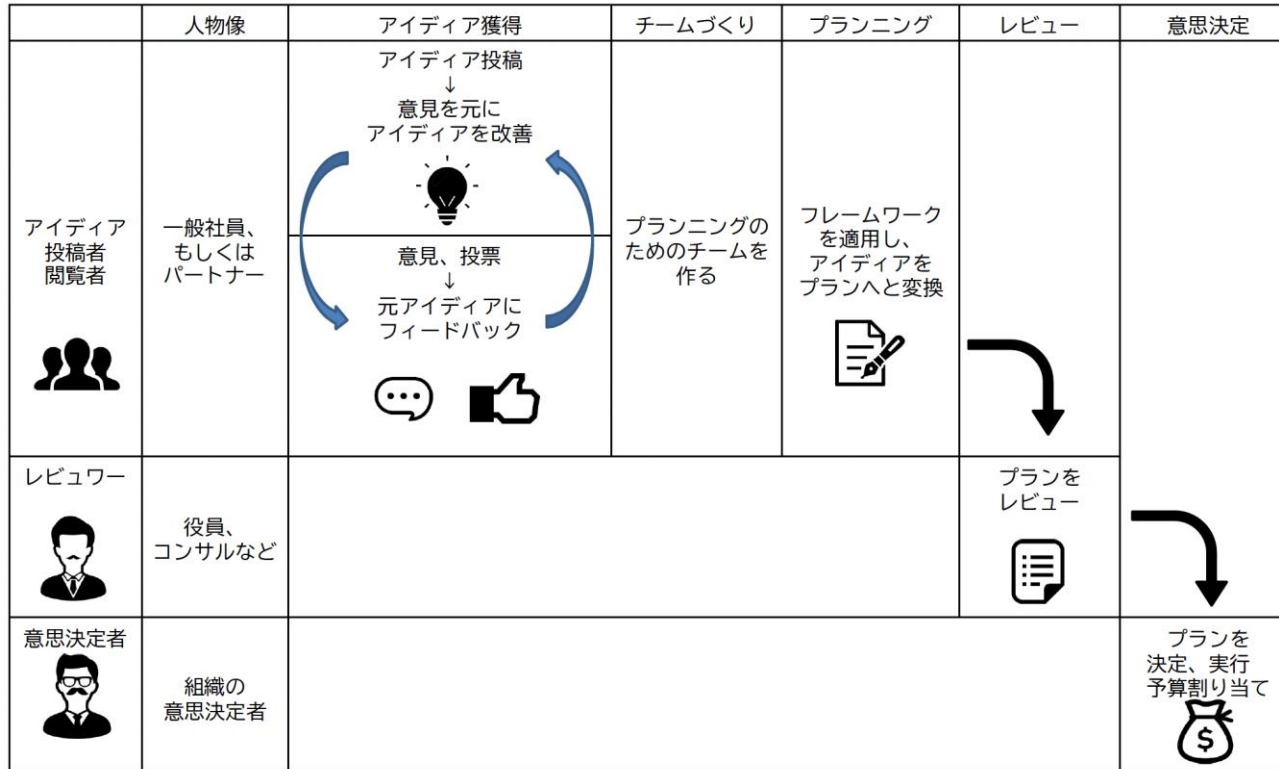 人物像
アイディア獲得
チームづくり
プランニング
レビュー
意思決定
アイディア
投稿者
閲覧者
一般社員、
もしくは
パートナー
アイディア投稿
↓
意見を元に
アイディアを改善
意見、投票
↓
元アイディアに
フィードバック
プランニングの
ためのチームを
作る
フレームワーク
を適用し、
アイディアを
プランへと変換
レビュワー
役員、
コンサルなど
プランを
レビュー
意思決定者
組織の
意思決定者
プランを
決定、実行
予算割り当て
$